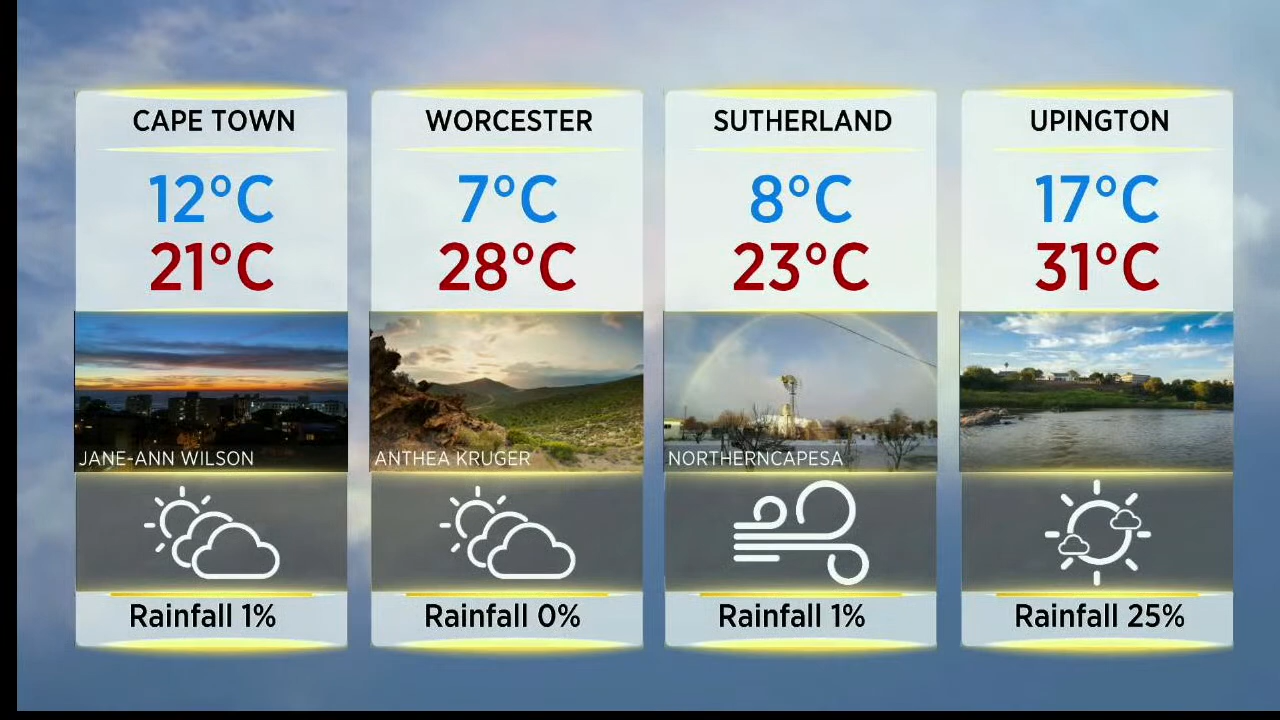 CAPE TOWN
12°C
21°C
JANE-ANN WILSON
Rainfall 1%
WORCESTER
7°C
28°C
ANTHEA KRUGER
Rainfall 0%
SUTHERLAND
8°C
23°C
NORTHERNCAPESA
Rainfall 1%
UPINGTON
17°C
31°C
Rainfall 25%